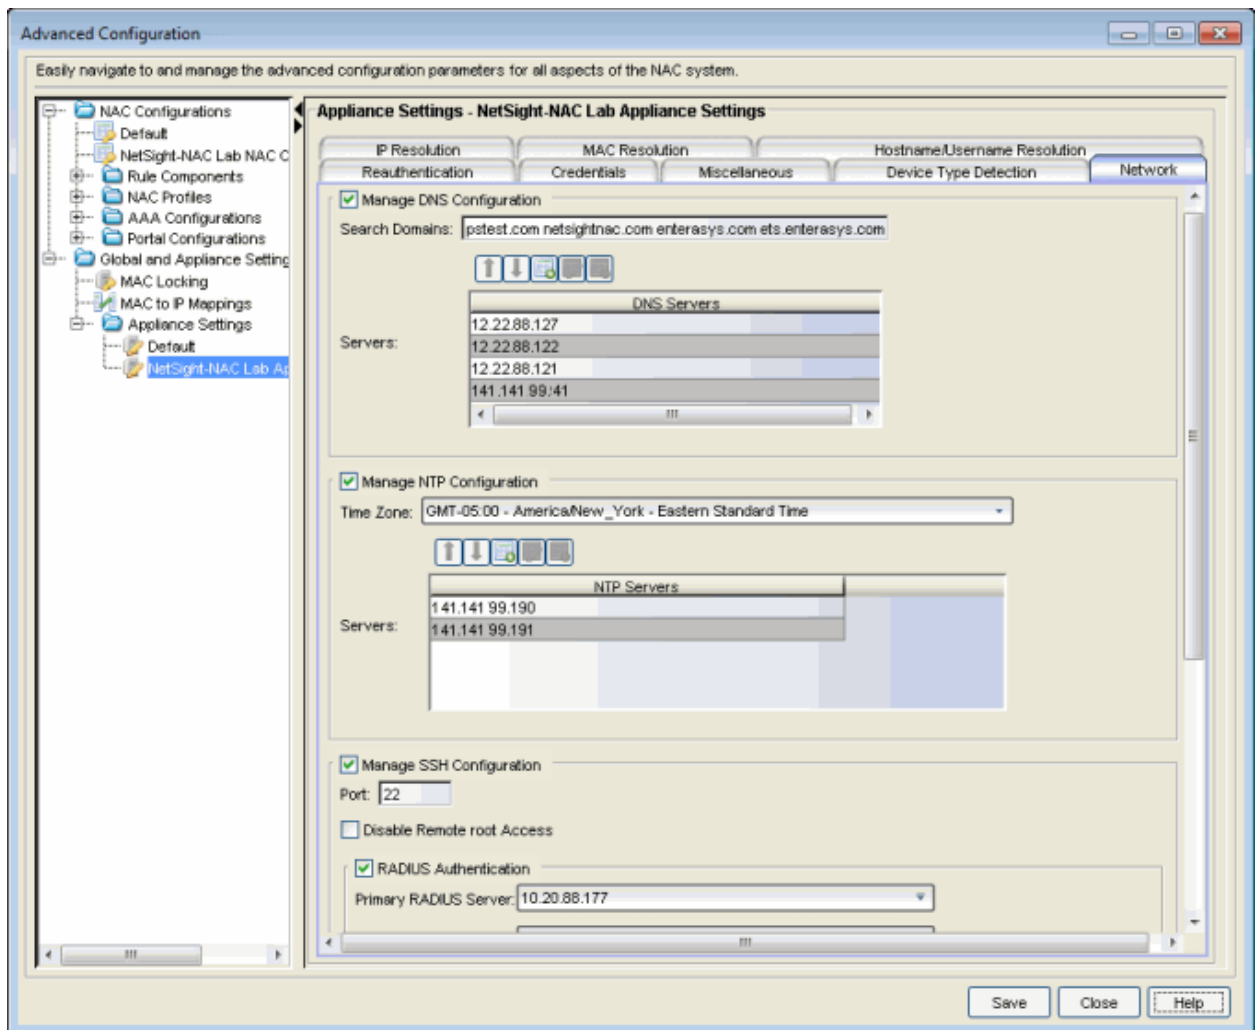 Advanced Configuration
Easily navigate to and manage the advanced configuration parameters for all aspects of the NAC system.
NAC Configurations
Default
NetSight-NAC Lab NAC C
Rule Components
NAC Profiles
AAA Configurations
Portal Configurations
Global and Appliance Setting
MAC Locking
MAC to IP Mappings
Appliance Settings
Default
NetSight-NAC Lab Ap
Appliance Settings - NetSight-NAC Lab Appliance Settings
IP Resolution MAC Resolution Hostname/Username Resolution
Reauthentication Credentials Miscellaneous Device Type Detection Network
Manage DNS Configuration
Search Domains: pstest.com netsightnac.com enterasys.com ets.enterasys.com
DNS Servers
Servers:
12.22.88.127
12.22.88.122
12.22.88.121
141.141 99.41
Manage NTP Configuration
Time Zone: GMT-05:00 - America/New_York - Eastern Standard Time
NTP Servers
Servers:
141.141 99.190
141.141 99.191
Manage SSH Configuration
Port: 22
Disable Remote root Access
RADIUS Authentication
Primary RADIUS Server: 10.20.88.177
Save Close Help